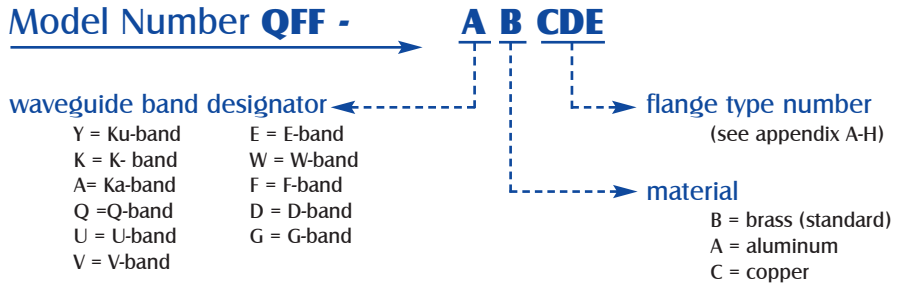 Model Number QFF - A B CDE
waveguide band designator
Y = Ku-band
K = K- band
A= Ka-band
Q =Q-band
U = U-band
V = V-band
E = E-band
W = W-band
F = F-band
D = D-band
G = G-band
flange type number
(see appendix A-H)
material
B = brass (standard)
A = aluminum
C = copper